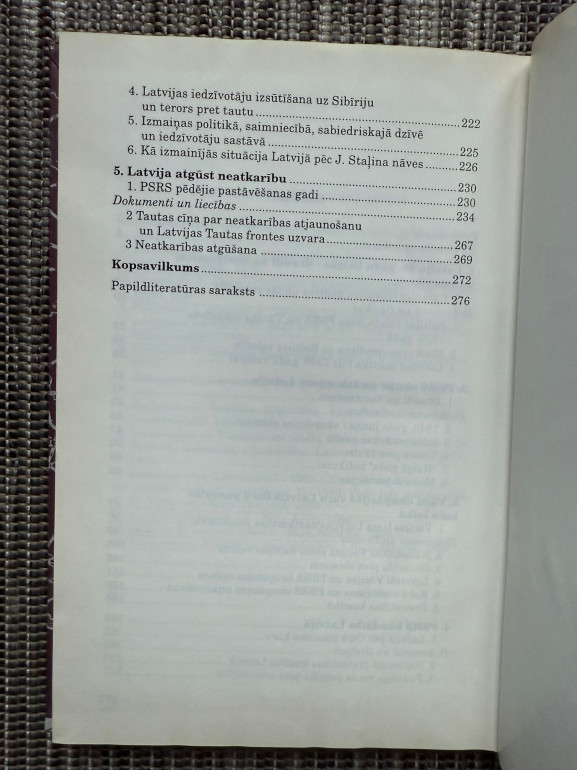 4. Latvijas iedzīvotāju izsūtīšana uz Sibīriju
un terors pret tautu 222
5. Izmaiņas politikā, saimniecībā, sabiedriskajā dzīvē
un iedzīvotāju sastāvā 225
6. Kā izmainījās situācija Latvijā pēc J. Staļina nāves 226
5. Latvija atgūst neatkarību 230
1. PSRS pēdējie pastāvēšanas gadi 230
Dokumenti un liecības 234
2 Tautas cīņa par neatkarības atjaunošanu
un Latvijas Tautas frontes uzvara 267
3 Neatkarības atgūšana 269
Kopsavilkums 272
Papildliteratūras saraksts 276